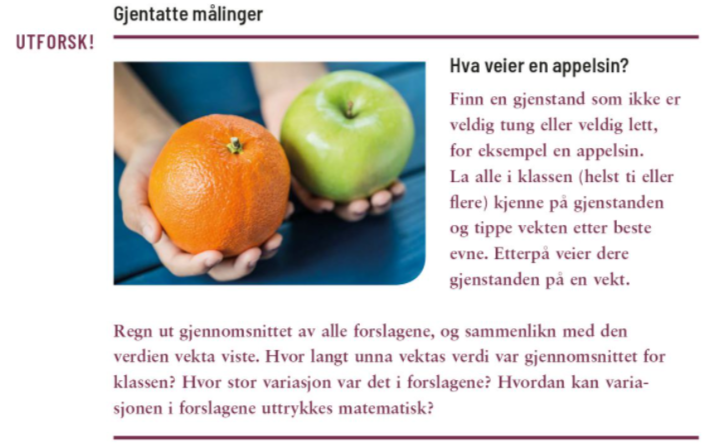 Gjentatte målinger
UTFORSK!
Hva veier en appelsin?
Finn en gjenstand som ikke er
veldig tung eller veldig lett,
for eksempel en appelsin.
La alle i klassen (helst ti eller
flere) kjenne på gjenstanden
og tippe vekten etter beste
evne. Etterpå veier dere
gjenstanden på en vekt.
Regn ut gjennomsnittet av alle forslagene, og sammenlikn med den
verdien vekta viste. Hvor langt unna vektas verdi var gjennomsnittet for
klassen? Hvor stor variasjon var det i forslagene? Hvordan kan varia-
sjonen i forslagene uttrykkes matematisk?